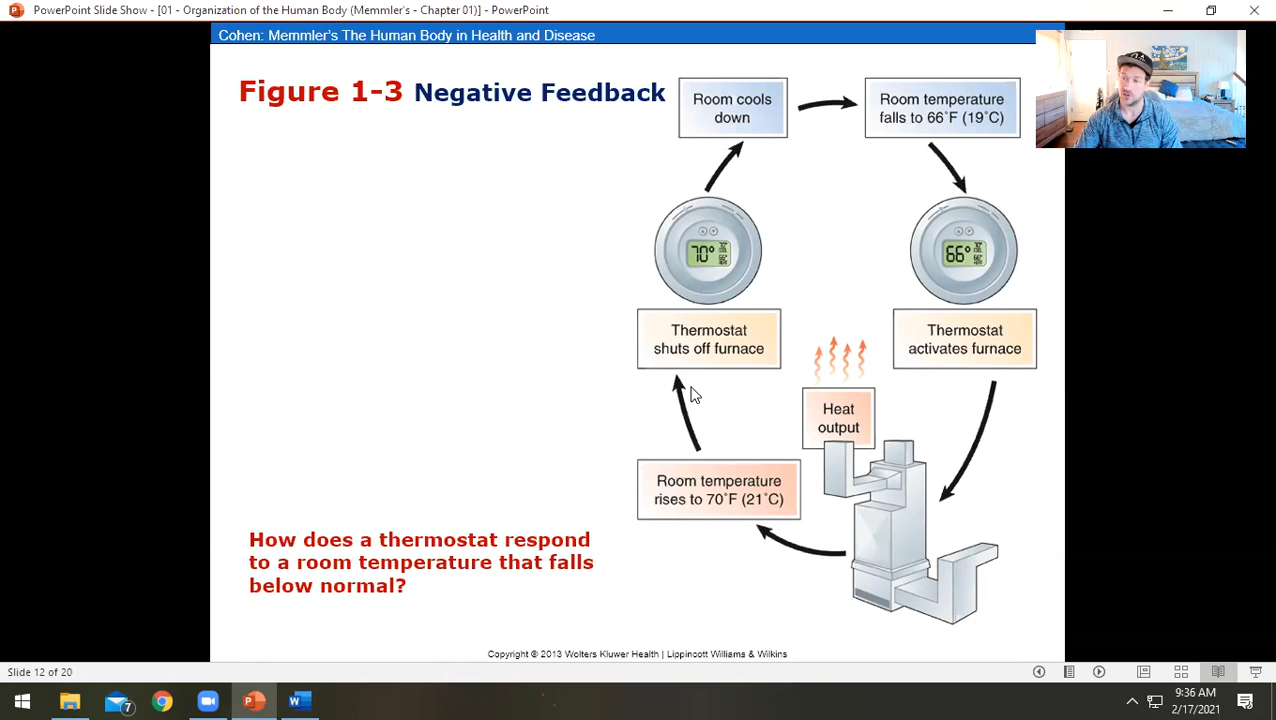 PowerPoint Slide Show - [01 - Organization of the Human Body (Memmler's - Chapter 01)] - PowerPoint
Cohen: Memmler's The Human Body in Health and Disease
Figure 1-3 Negative Feedback
Room cools
down
Room temperature
falls to 66°F (19°C)
70°
66°
Thermostat
shuts off furnace
Thermostat
activates furnace
Heat
output
Room temperature
rises to 70°F (21°C)
How does a thermostat respond
to a room temperature that falls
below normal?
Copyright © 2013 Wolters Kluwer Health | Lippincott Williams & Wilkins
Slide 12 of 20
7
9:36 AM
2/17/2021